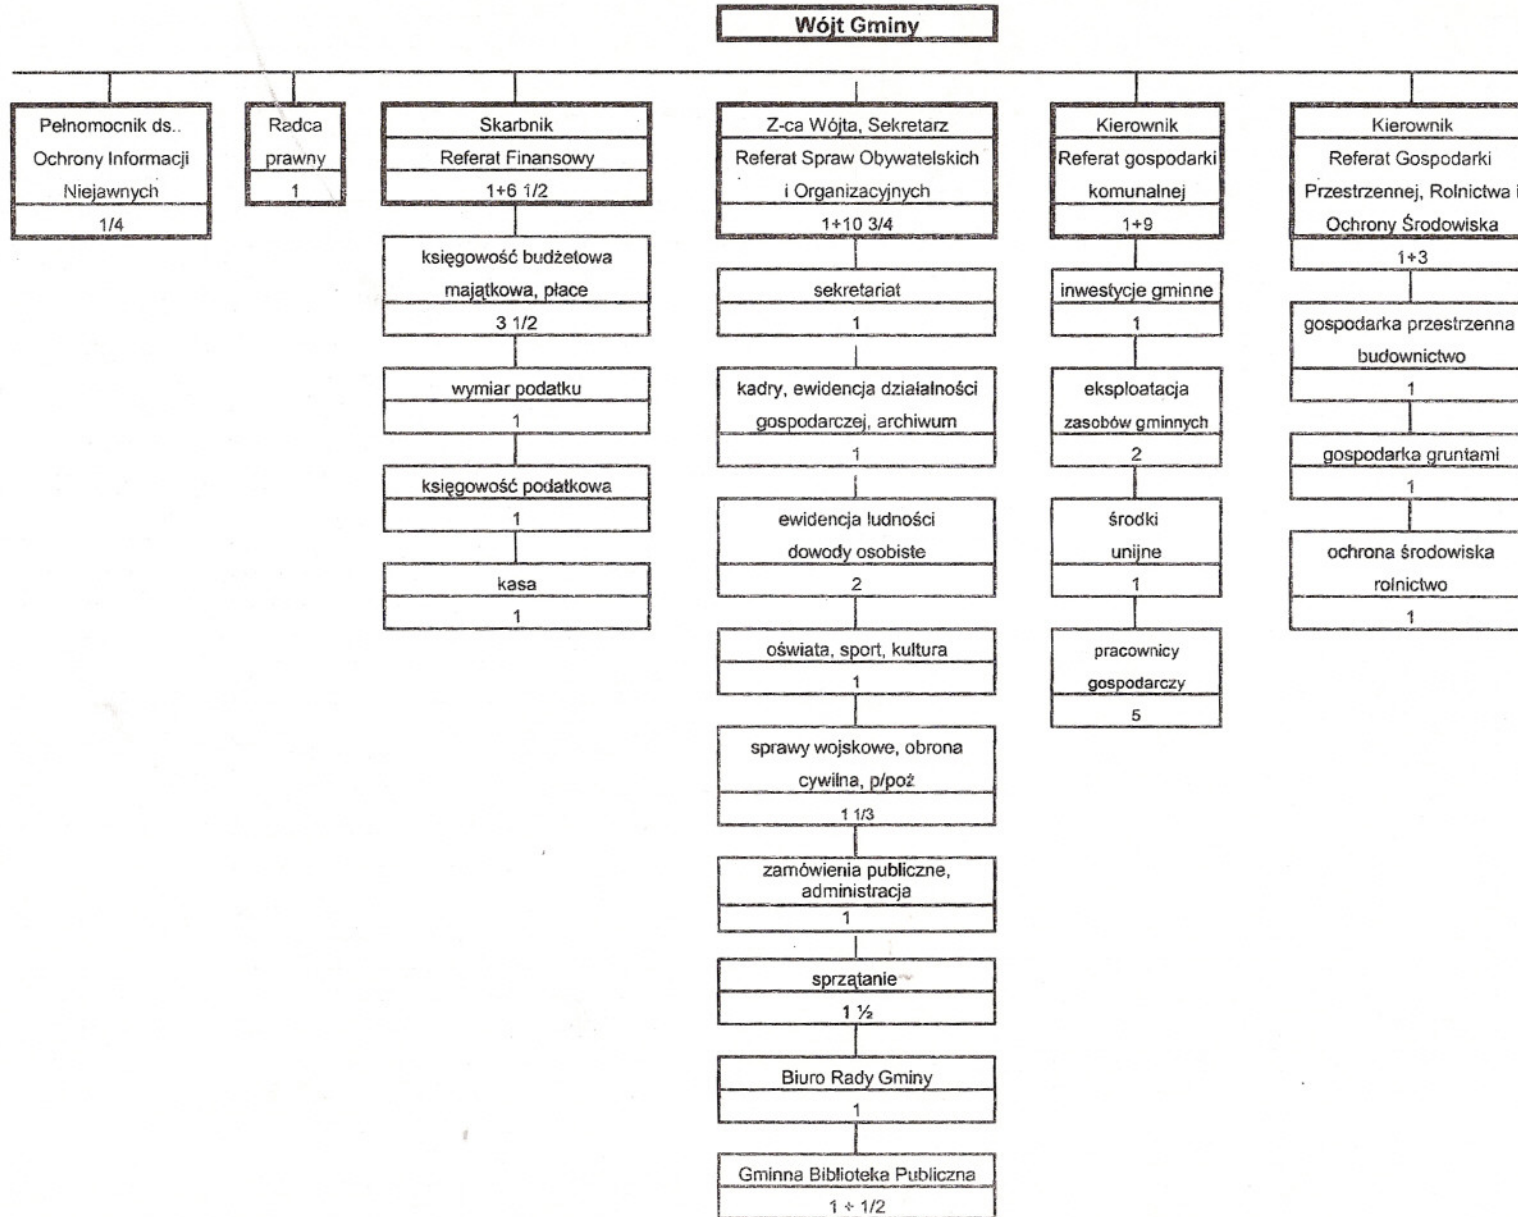 Wójt Gminy
Pełnomocnik ds..
Ochrony Informacji
Niejawnych
1/4
Radca
prawny
1
Skarbnik
Referat Finansowy
1+6 1/2
księgowość budżetowa
majątkowa, płace
3 1/2
wymiar podatku
1
księgowość podatkowa
1
kasa
1
Z-ca Wójta, Sekretarz
Referat Spraw Obywatelskich
i Organizacyjnych
1+10 3/4
sekretariat
1
kadry, ewidencja działalności
gospodarczej, archiwum
1
ewidencja ludności
dowody osobiste
2
oświata, sport, kultura
1
sprawy wojskowe, obrona
cywilna, p/poż
1 1/3
zamówienia publiczne,
administracja
1
sprzątanie
1 ½
Biuro Rady Gminy
1
Gminna Biblioteka Publiczna
1 + 1/2
Kierownik
Referat gospodarki
komunalnej
1+9
inwestycje gminne
1
eksploatacja
zasobów gminnych
2
środki
unijne
1
pracownicy
gospodarczy
5
Kierownik
Referat Gospodarki
Przestrzennej, Rolnictwa i
Ochrony Środowiska
1+3
gospodarka przestrzenna
budownictwo
1
gospodarka gruntami
1
ochrona środowiska
rolnictwo
1